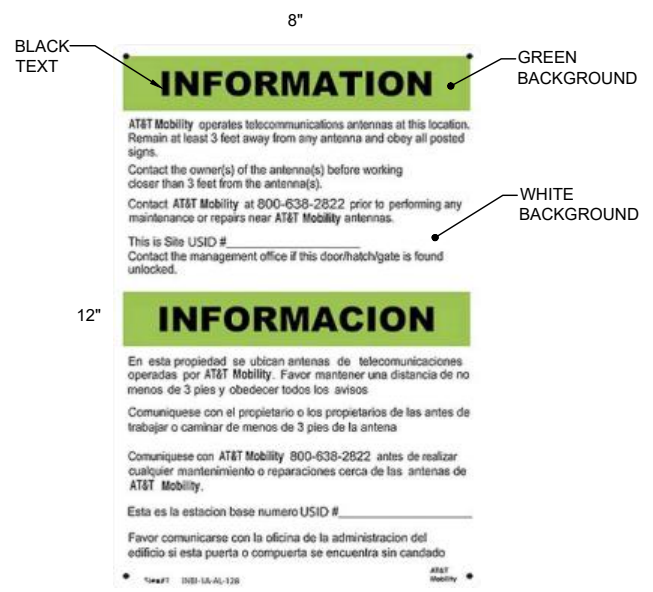 8"
BLACK
TEXT
GREEN
BACKGROUND
INFORMATION
AT&T Mobility operates telecommunications antennas at this location.
Remain at least 3 feet away from any antenna and obey all posted
signs.
Contact the owner(s) of the antenna(s) before working
closer than 3 feet from the antenna(s).
Contact AT&T Mobility at 800-638-2822 prior to performing any
maintenance or repairs near AT&T Mobility antennas.
WHITE
BACKGROUND
This is Site USID #
Contact the management office if this door/hatch/gate is found
unlocked.
12"
INFORMACION
En esta propiedad se ubican antenas de telecomunicaciones
operadas por AT&T Mobility. Favor mantener una distancia de no
menos de 3 pies y obedecer todos los avisos
Comuniquese con el propietario o los propietarios de las antes de
trabajar o caminar de menos de 3 pies de la antena
Comuniquese con AT&T Mobility 800-638-2822 antes de realizar
cualquier mantenimiento o reparaciones cerca de las antenas de
AT&T Mobility.
Esta es la estacion base numero USID #
Favor comunicarse con la oficina de la administracion del
edificio si esta puerta o compuerta se encuentra sin candado
AT&T
Mobility